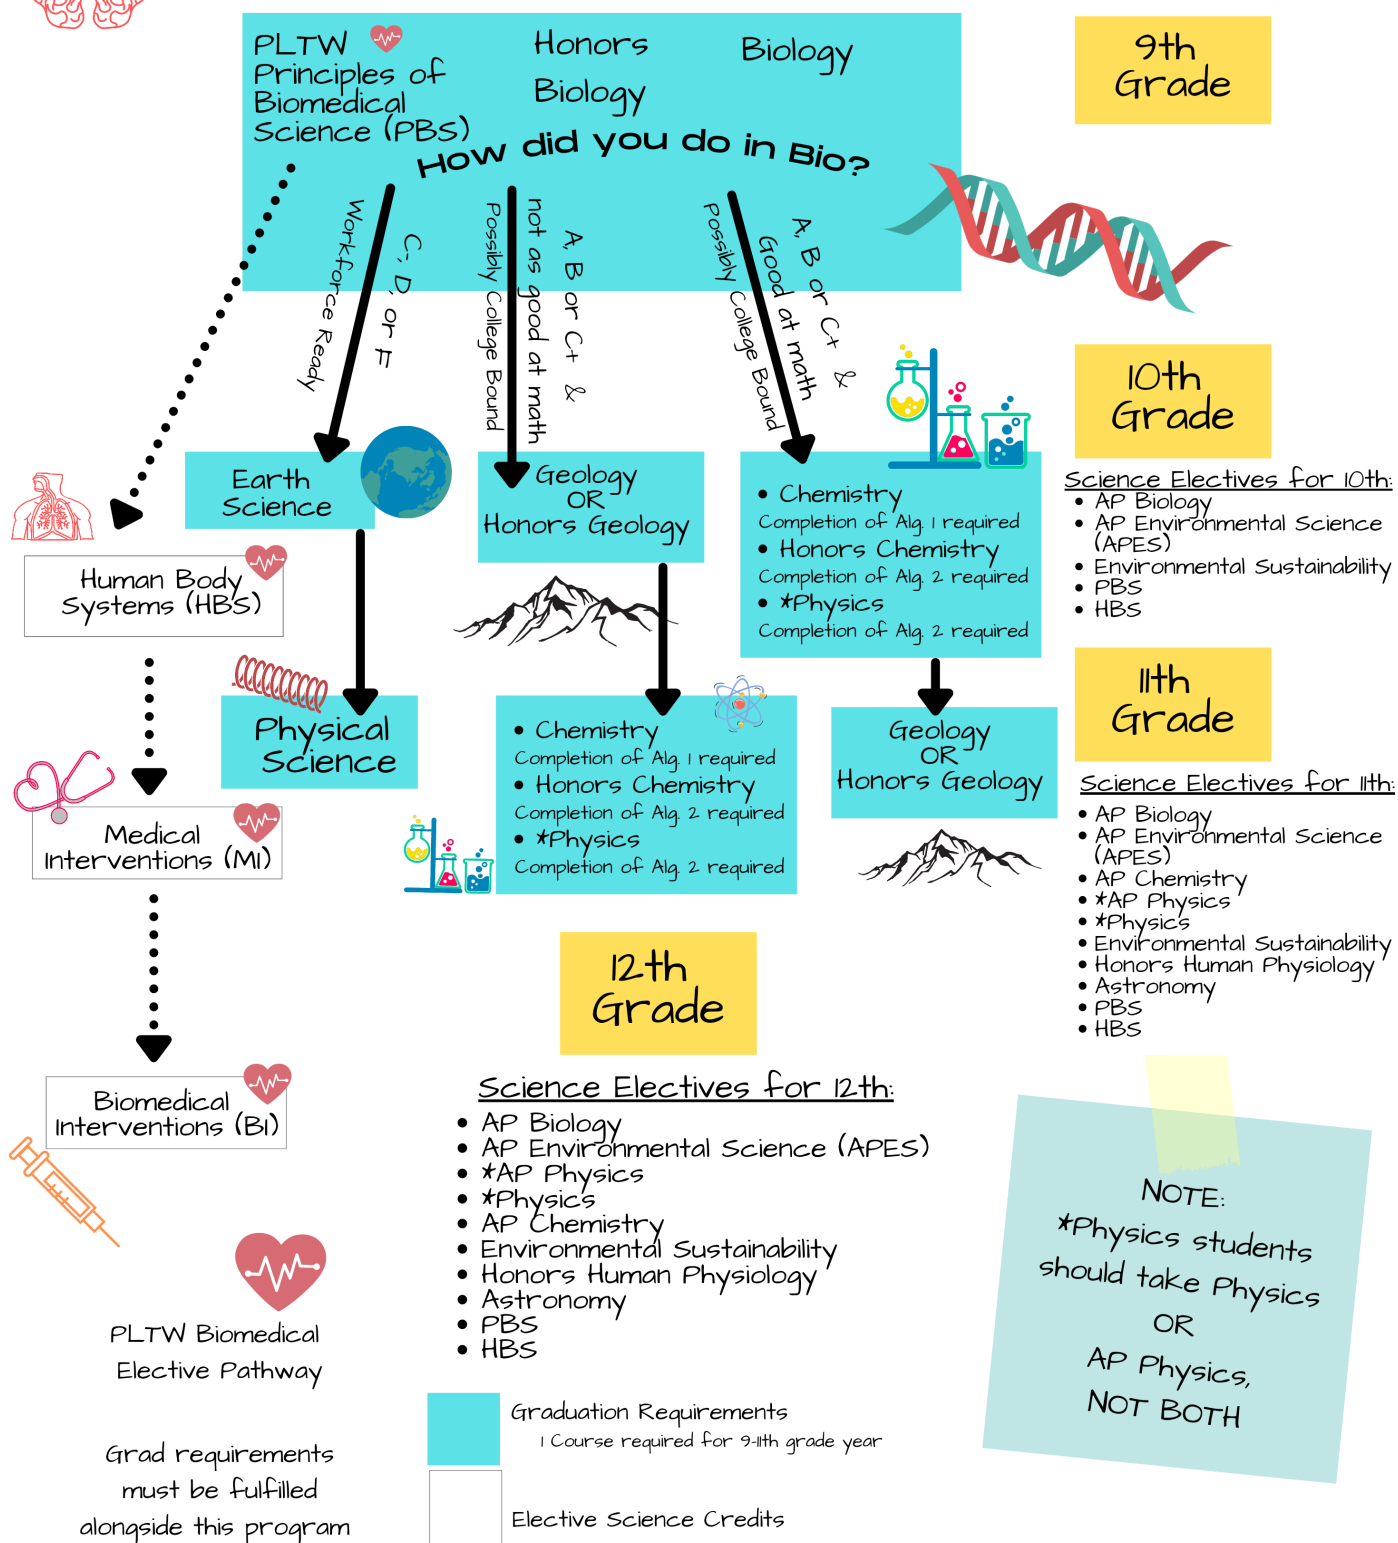 PLTW
Principles of
Biomedical
Science (PBS)
Honors
Biology
Biology
How did you do in Bio?
9th
Grade
C-, D, or F
Workforce Ready
A, B or C+ &
not as good at math
Possibly College Bound
A, B or C+ &
Good at math
Possibly College Bound
10th
Grade
Science Electives for 10th:
• AP Biology
• AP Environmental Science
(APES)
• Environmental Sustainability
• PBS
• HBS
Earth
Science
Geology
OR
Honors Geology
• Chemistry
Completion of Alg. 1 required
• Honors Chemistry
Completion of Alg. 2 required
• *Physics
Completion of Alg. 2 required
Human Body
Systems (HBS)
11th
Grade
Science Electives for 11th:
• AP Biology
• AP Environmental Science
(APES)
• AP Chemistry
• *AP Physics
• *Physics
• Environmental Sustainability
• Honors Human Physiology
• Astronomy
• PBS
• HBS
Physical
Science
• Chemistry
Completion of Alg. 1 required
• Honors Chemistry
Completion of Alg. 2 required
• *Physics
Completion of Alg. 2 required
Geology
OR
Honors Geology
Medical
Interventions (MI)
12th
Grade
Science Electives for 12th:
• AP Biology
• AP Environmental Science (APES)
• *AP Physics
• *Physics
• AP Chemistry
• Environmental Sustainability
• Honors Human Physiology
• Astronomy
• PBS
• HBS
Biomedical
Interventions (BI)
NOTE:
*Physics students
should take Physics
OR
AP Physics,
NOT BOTH
PLTW Biomedical
Elective Pathway
Grad requirements
must be fulfilled
alongside this program
Graduation Requirements
1 Course required for 9-11th grade year
Elective Science Credits